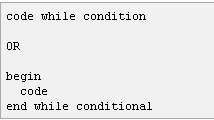 code while condition
OR
begin
  code
end while conditional